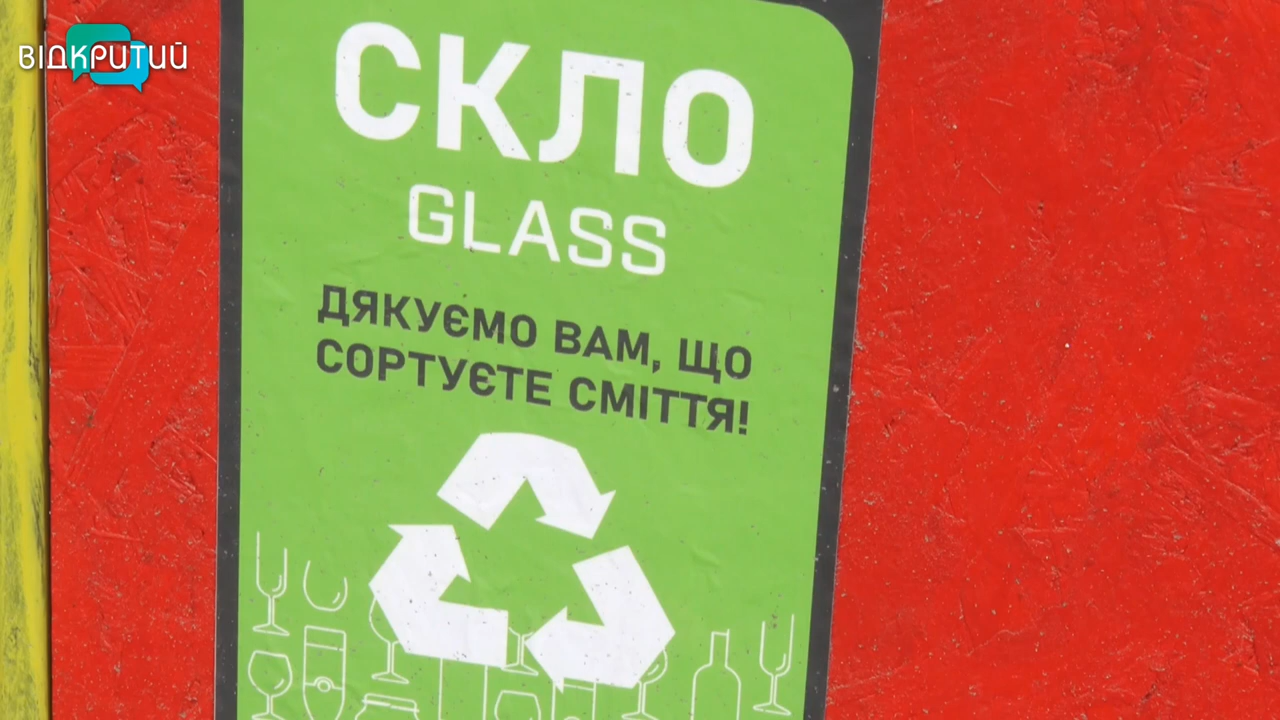 ВІДКРИТИЙ
СКЛО
GLASS
ДЯКУЄМО ВАМ, ЩО
СОРТУЄТЕ СМІТТЯ!